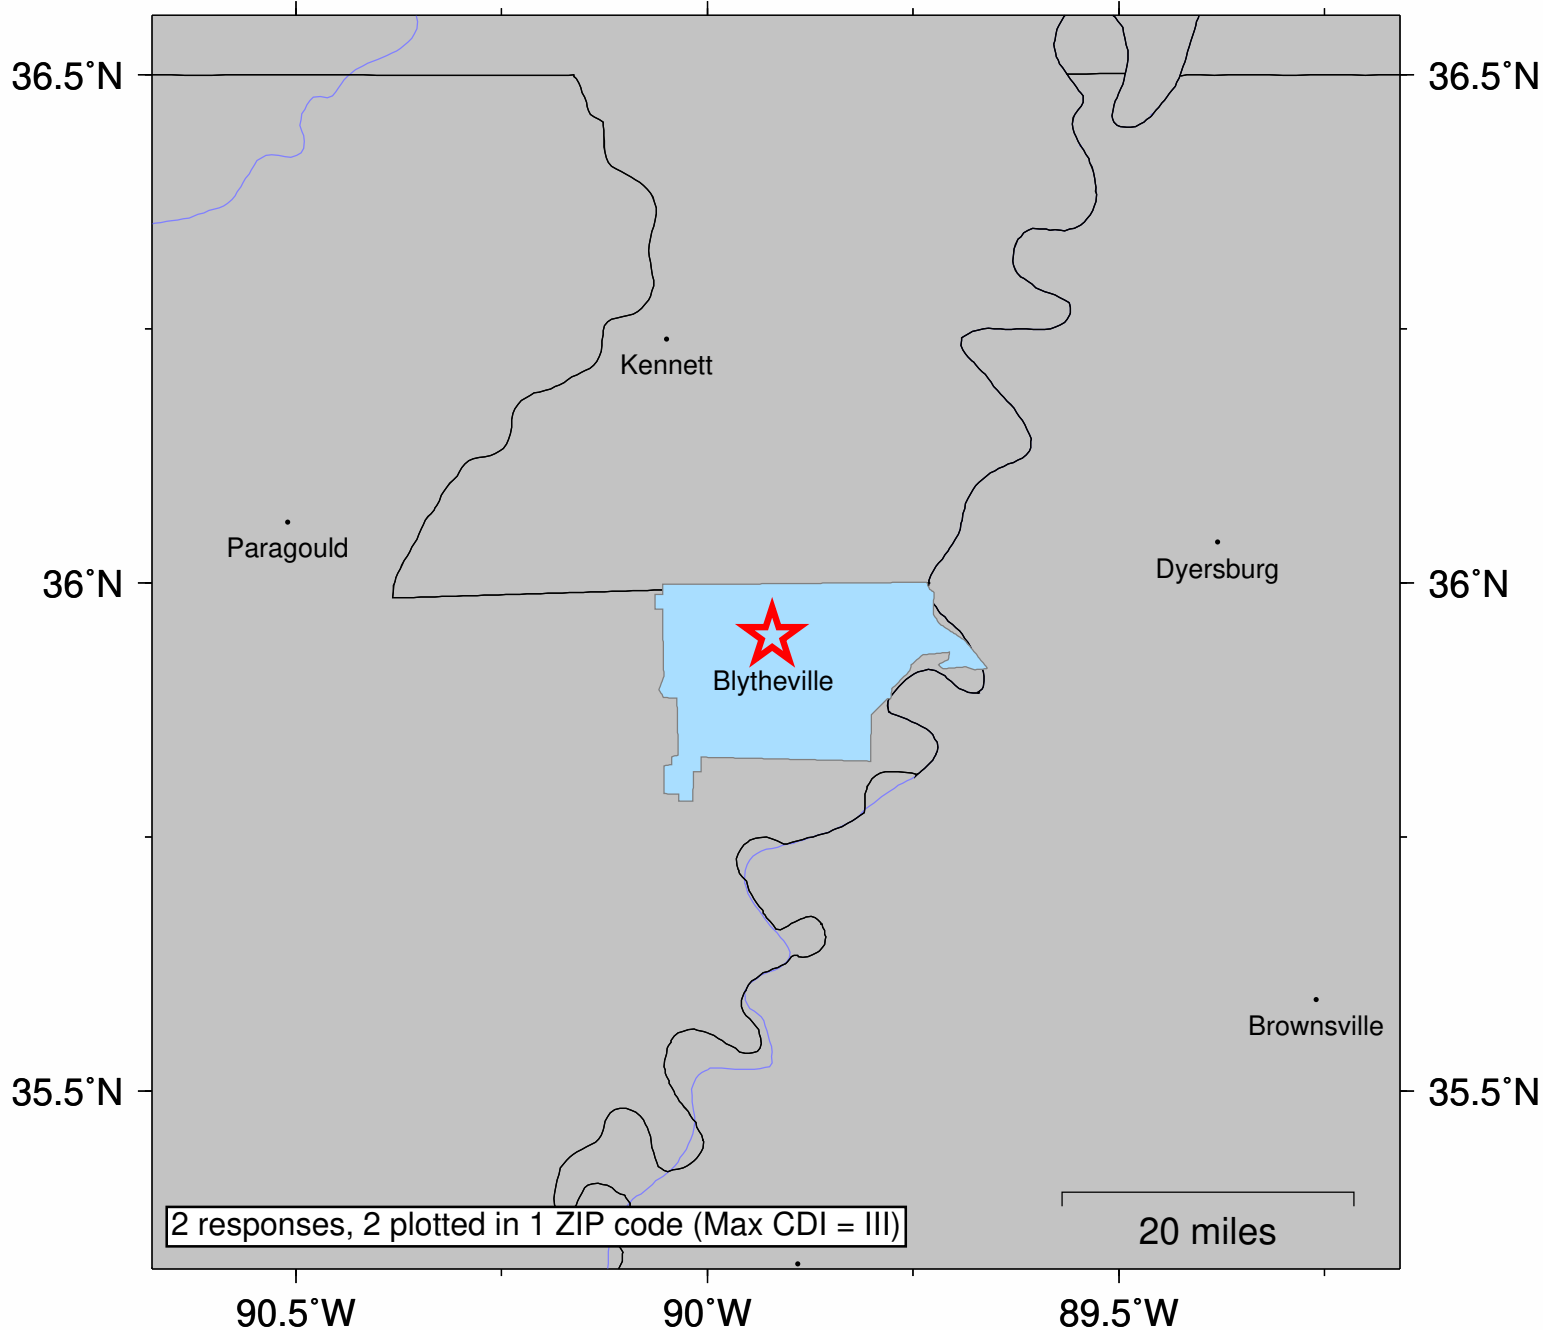 36.5˚N
36.5˚N
Kennett
Paragould
Dyersburg
36˚N
36˚N
Blytheville
Brownsville
35.5˚N
35.5˚N
2 responses, 2 plotted in 1 ZIP code (Max CDI = III)
20 miles
90.5˚W
90˚W
89.5˚W